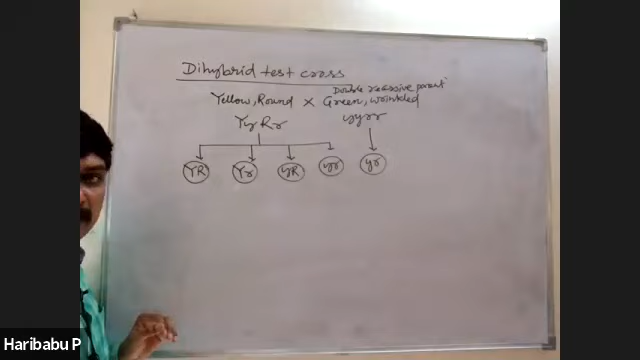 Dihybrid test cross
Double recessive parent
Yellow, Round × Green, wrinkled
YyRr yyrr
YR Yr yR yr yr
Haribabu P